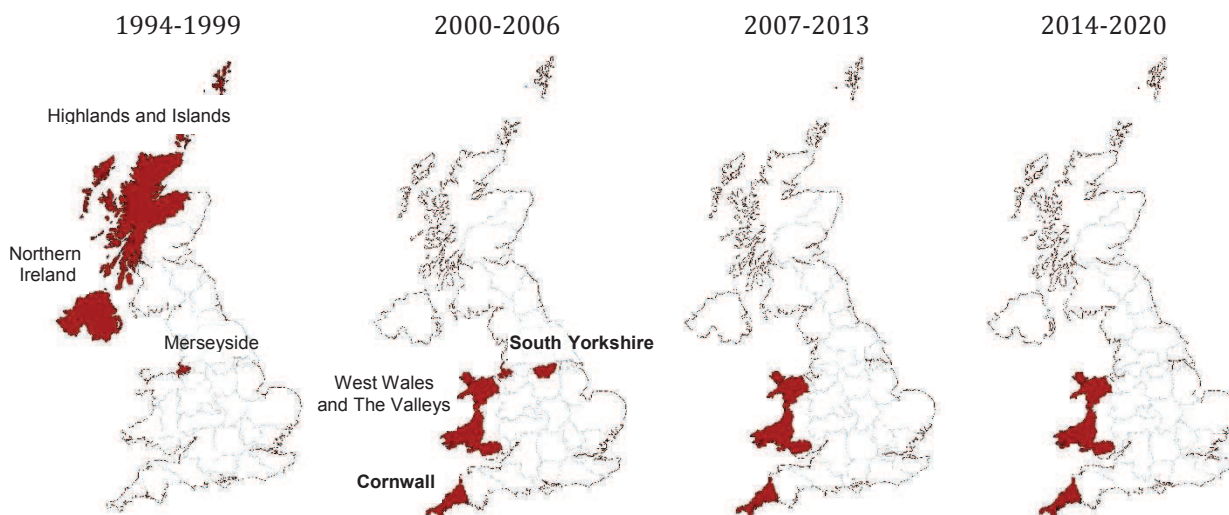 1994-1999
2000-2006
2007-2013
2014-2020
Highlands and Islands
Northern
Ireland
Merseyside
South Yorkshire
West Wales
and The Valleys
Cornwall